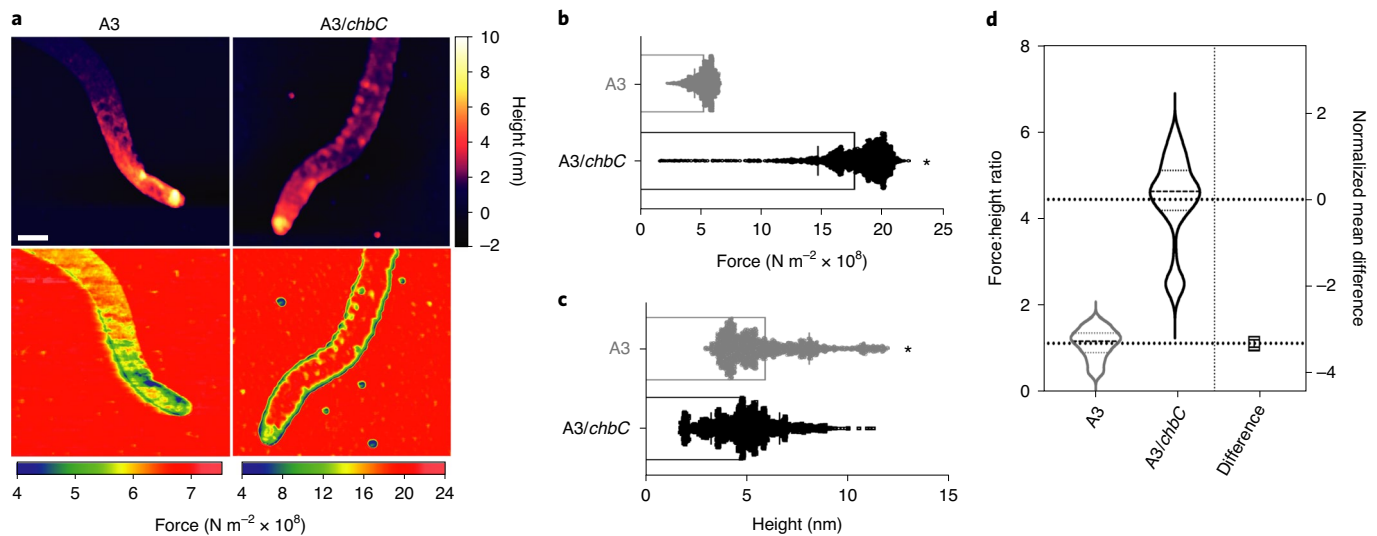 a
A3
A3/chbC
10
8
6
4
2
0
−2
Height (nm)
4 5 6 7
4 8 12 16 20 24
Force (N m−2 × 10⁸)
b
A3
A3/chbC
*
0 5 10 15 20 25
Force (N m−2 × 10⁸)
c
A3
*
A3/chbC
0 5 10 15
Height (nm)
d
8
6
4
2
0
Force:height ratio
2
0
−2
−4
Normalized mean difference
A3
A3/chbC
Difference